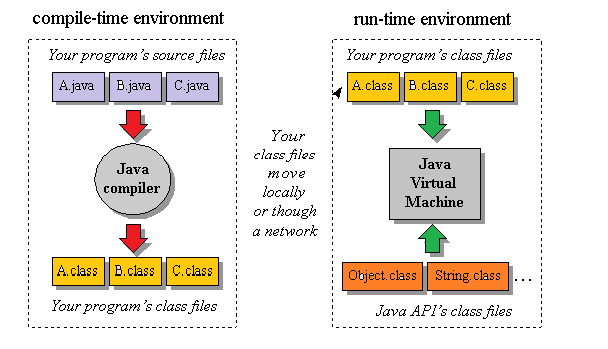 compile-time environment
Your program's source files
A.java B.java C.java
Java
compiler
A.class B.class C.class
Your program's class files
Your
class files
move
locally
or though
a network
run-time environment
Your program's class files
A.class B.class C.class
Java
Virtual
Machine
Object.class String.class ...
Java API's class files